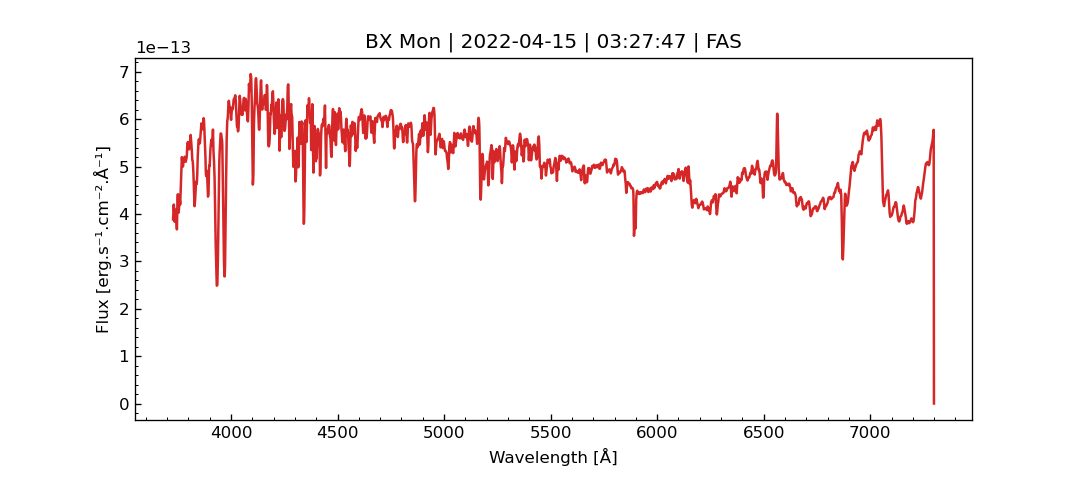 BX Mon | 2022-04-15 | 03:27:47 | FAS
1e−13
7
6
5
4
3
2
1
0
Flux [erg.s⁻¹.cm⁻².Å⁻¹]
4000 4500 5000 5500 6000 6500 7000
Wavelength [Å]